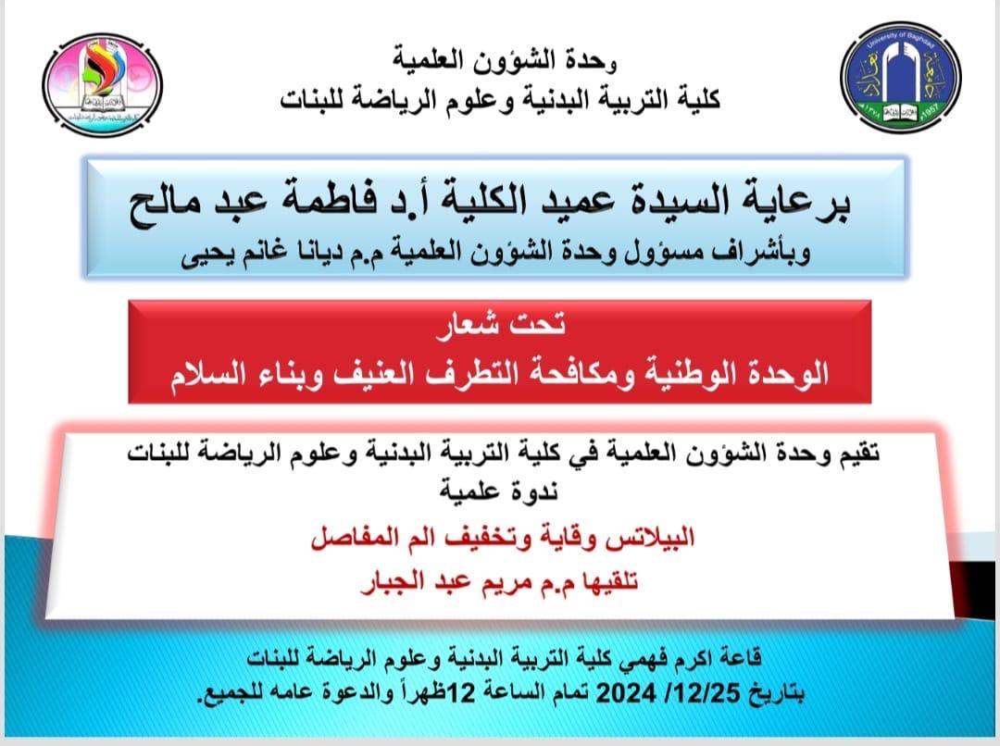 وحدة الشؤون العلمية
كلية التربية البدنية وعلوم الرياضة للبنات
University of Baghdad
جامعة بغداد
1957م
١٣٧٨هـ
برعاية السيدة عميد الكلية أ.د فاطمة عبد مالح
وبأشراف مسؤول وحدة الشؤون العلمية م.م ديانا غانم يحيى
تحت شعار
الوحدة الوطنية ومكافحة التطرف العنيف وبناء السلام
تقيم وحدة الشؤون العلمية في كلية التربية البدنية وعلوم الرياضة للبنات
ندوة علمية
البيلاتس وقاية وتخفيف الم المفاصل
تلقيها م.م مريم عبد الجبار
قاعة اكرم فهمي كلية التربية البدنية وعلوم الرياضة للبنات
بتاريخ 2024 /12/25 تمام الساعة 12ظهراً والدعوة عامه للجميع.